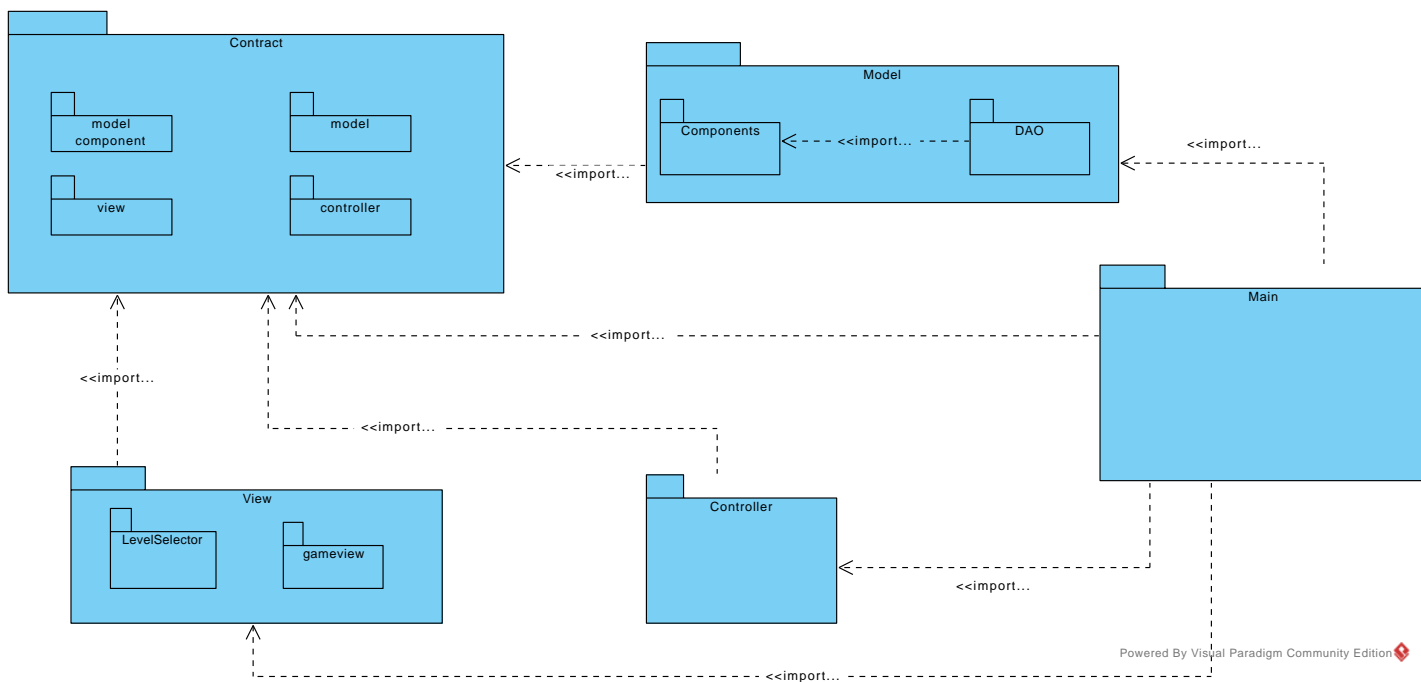 Contract
model
component
model
view
controller
Model
Components
<<import...
DAO
<<import...
<<import...
Main
<<import...
<<import...
<<import...
View
LevelSelector
gameview
Controller
<<import...
<<import...
Powered By Visual Paradigm Community Edition